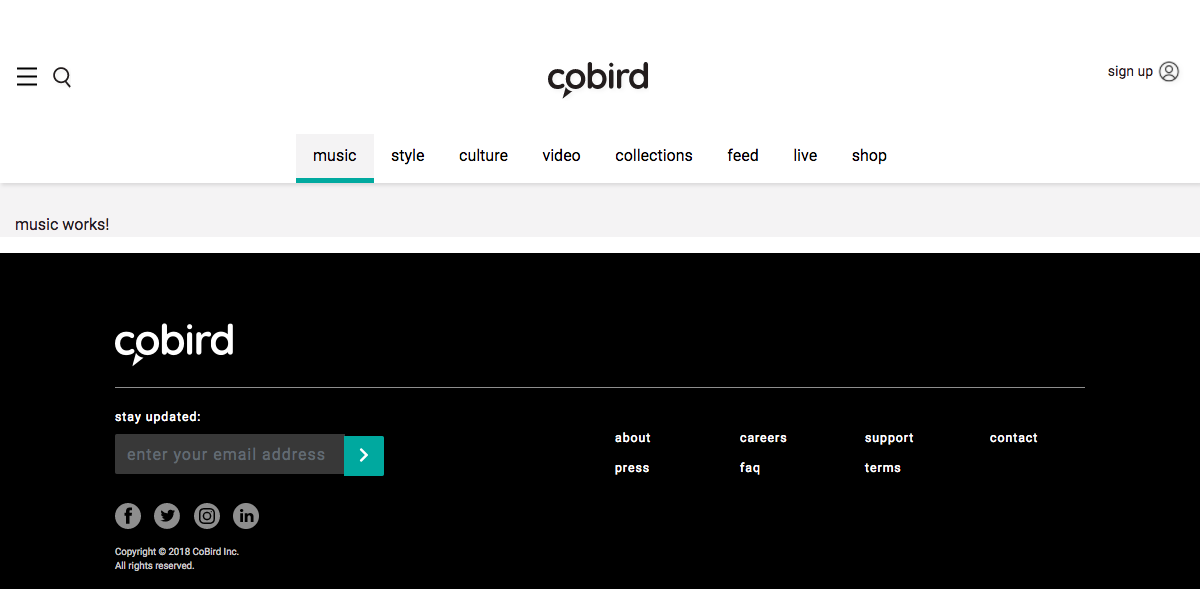 cobird
sign up
music style culture video collections feed live shop
music works!
cobird
stay updated:
enter your email address
about careers support contact
press faq terms
Copyright © 2018 CoBird Inc.
All rights reserved.